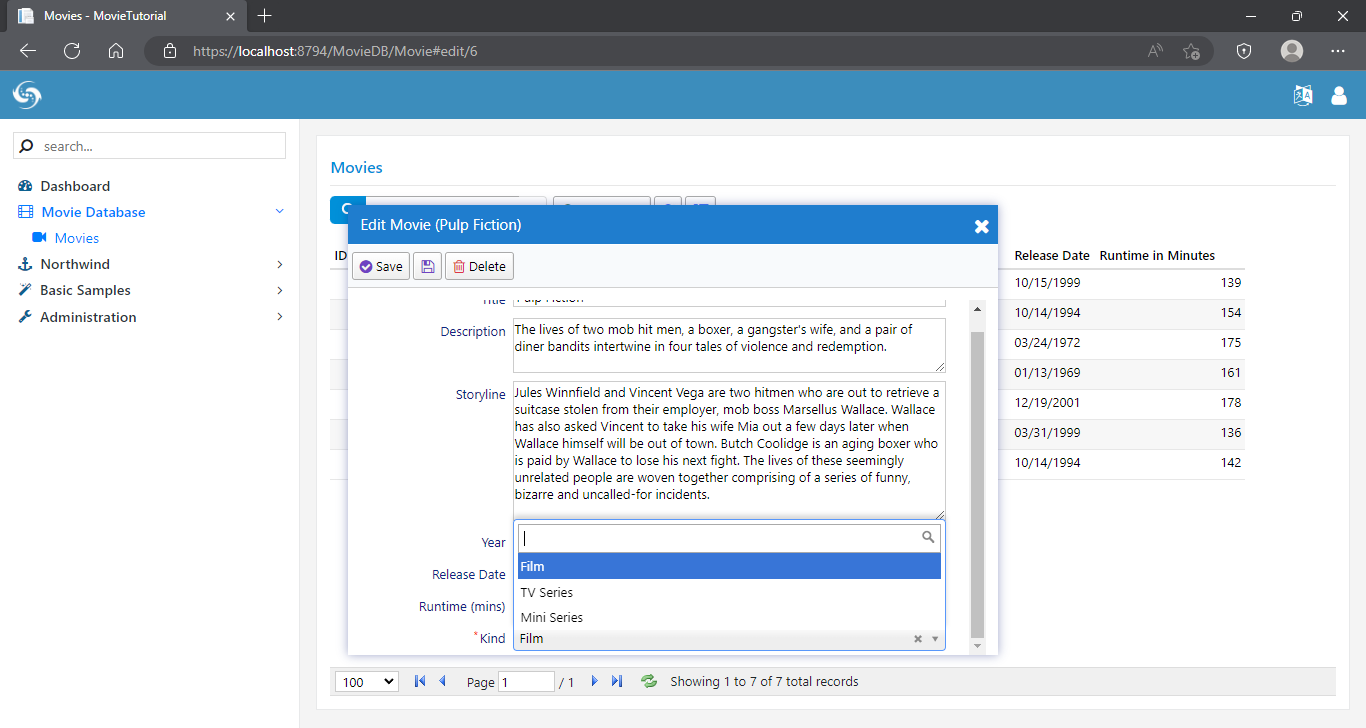 Movies - MovieTutorial
https://localhost:8794/MovieDB/Movie#edit/6
search...
Dashboard
Movie Database
Movies
Northwind
Basic Samples
Administration
Movies
Edit Movie (Pulp Fiction)
Save
Delete
ID
Release Date Runtime in Minutes
10/15/1999 139
10/14/1994 154
03/24/1972 175
01/13/1969 161
12/19/2001 178
03/31/1999 136
10/14/1994 142
Title Pulp Fiction
Description The lives of two mob hit men, a boxer, a gangster's wife, and a pair of
diner bandits intertwine in four tales of violence and redemption.
Storyline Jules Winnfield and Vincent Vega are two hitmen who are out to retrieve a
suitcase stolen from their employer, mob boss Marsellus Wallace. Wallace
has also asked Vincent to take his wife Mia out a few days later when
Wallace himself will be out of town. Butch Coolidge is an aging boxer who
is paid by Wallace to lose his next fight. The lives of these seemingly
unrelated people are woven together comprising of a series of funny,
bizarre and uncalled-for incidents.
Year
Film
Release Date
TV Series
Runtime (mins)
Mini Series
*Kind Film
100 Page 1 / 1 Showing 1 to 7 of 7 total records